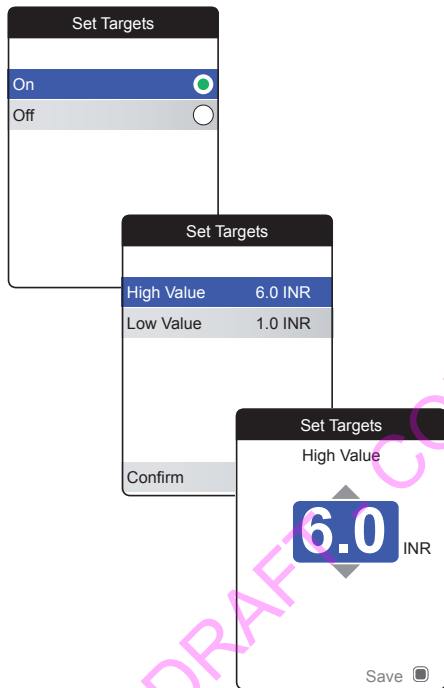 Set Targets
On
Off
Set Targets
High Value 6.0 INR
Low Value 1.0 INR
Confirm
Set Targets
High Value
6.0 INR
Save
DRAFT - CO